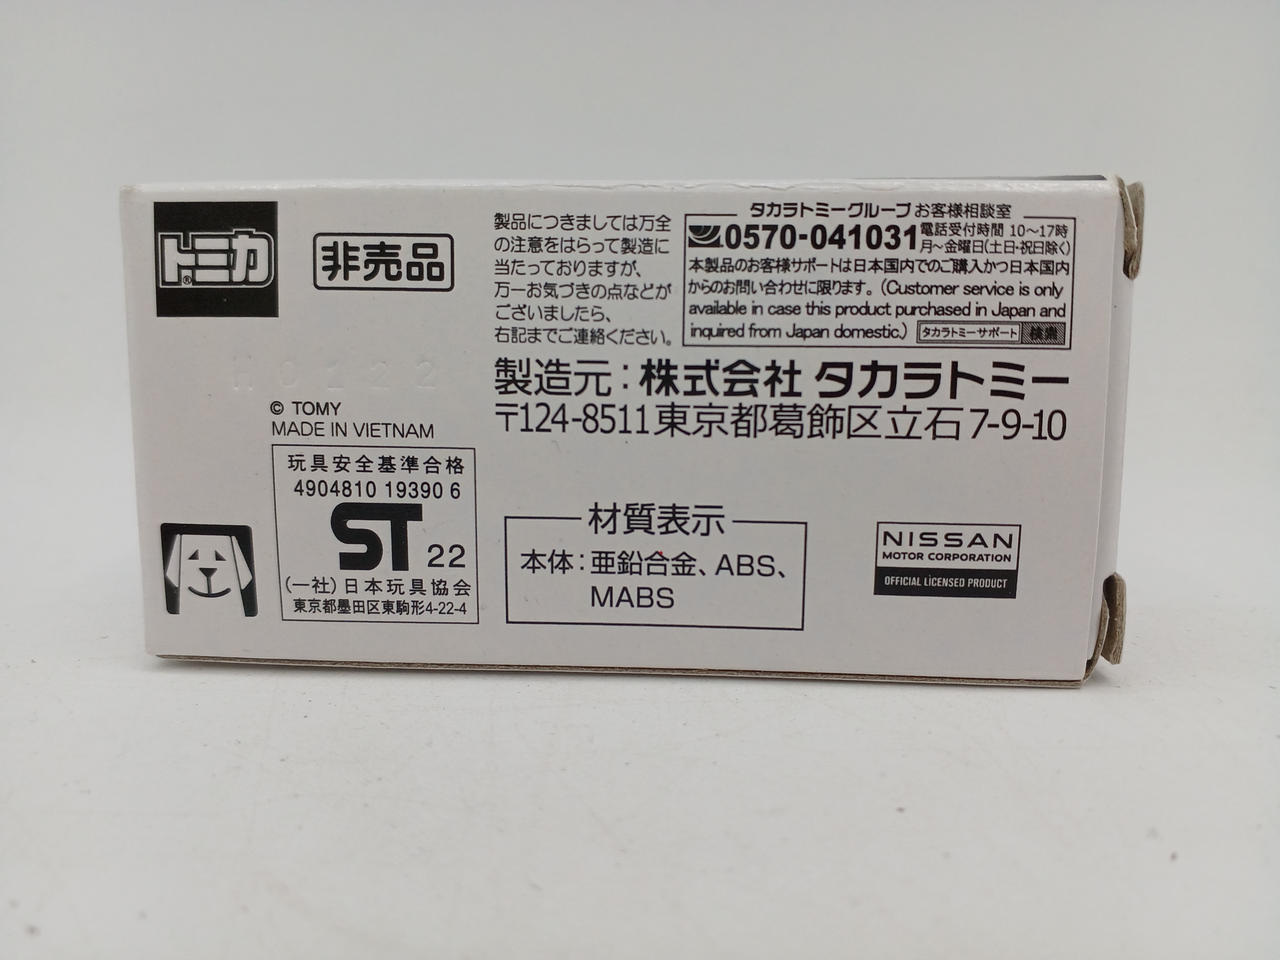 トミカ®
非売品
製品につきましては万全
の注意をはらって製造に
当たっておりますが、
万一お気づきの点などが
ございましたら、
右記までご連絡ください。
タカラトミーグループ お客様相談室
0570-041031 電話受付時間 10〜17時
月〜金曜日(土日・祝日除く)
本製品のお客様サポートは日本国内でのご購入かつ日本国内
からのお問い合わせに限ります。(Customer service is only
available in case this product purchased in Japan and
inquired from Japan domestic.) タカラトミーサポート 検索
製造元:株式会社 タカラトミー
〒124-8511 東京都葛飾区立石 7-9-10
© TOMY
MADE IN VIETNAM
玩具安全基準合格
4904810 19390 6
ST 22
(一社)日本玩具協会
東京都墨田区東駒形4-22-4
材質表示
本体:亜鉛合金、ABS、
MABS
NISSAN
MOTOR CORPORATION
OFFICIAL LICENSED PRODUCT